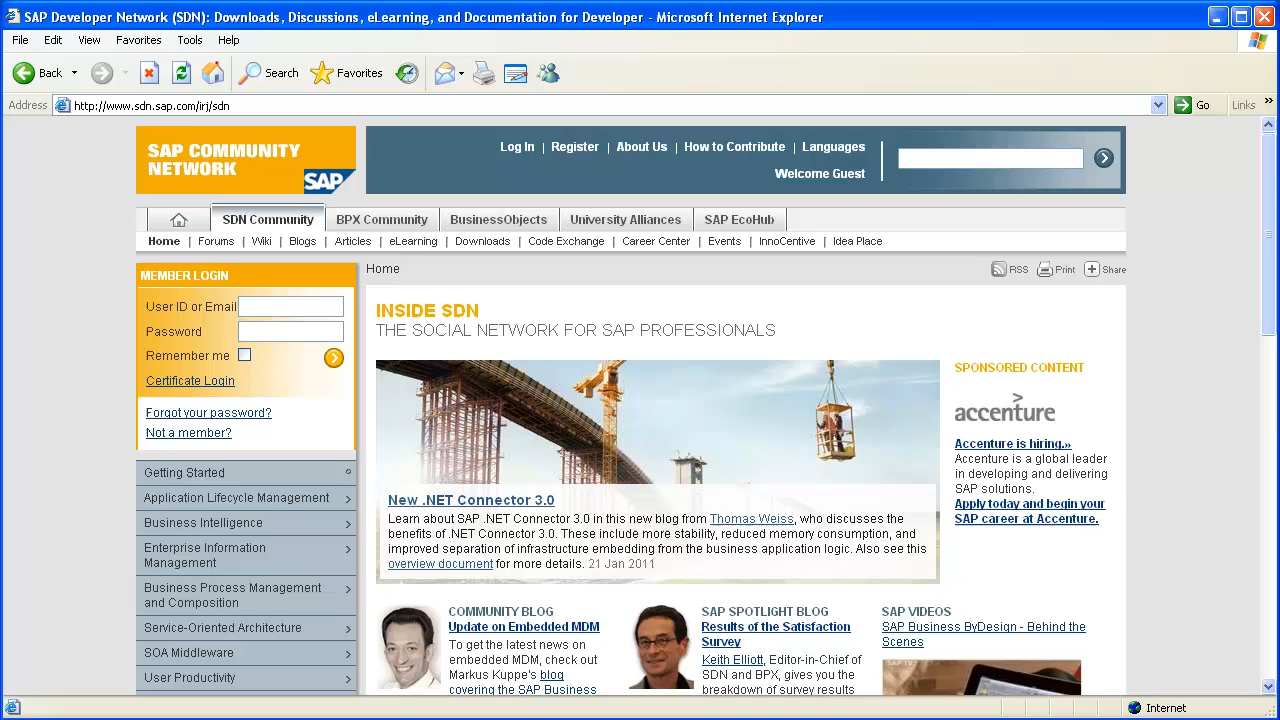 SAP Developer Network (SDN): Downloads, Discussions, eLearning, and Documentation for Developer - Microsoft Internet Explorer
File Edit View Favorites Tools Help
Back Search Favorites
Address http://www.sdn.sap.com/irj/sdn Go Links
SAP COMMUNITY
NETWORK
SAP
Log In | Register | About Us | How to Contribute | Languages
Welcome Guest
SDN Community BPX Community BusinessObjects University Alliances SAP EcoHub
Home | Forums | Wiki | Blogs | Articles | eLearning | Downloads | Code Exchange | Career Center | Events | InnoCentive | Idea Place
MEMBER LOGIN
User ID or Email
Password
Remember me
Certificate Login
Forgot your password?
Not a member?
Getting Started
Application Lifecycle Management
Business Intelligence
Enterprise Information
Management
Business Process Management
and Composition
Service-Oriented Architecture
SOA Middleware
User Productivity
Home
RSS Print Share
INSIDE SDN
THE SOCIAL NETWORK FOR SAP PROFESSIONALS
New .NET Connector 3.0
Learn about SAP .NET Connector 3.0 in this new blog from Thomas Weiss, who discusses the
benefits of .NET Connector 3.0. These include more stability, reduced memory consumption, and
improved separation of infrastructure embedding from the business application logic. Also see this
overview document for more details. 21 Jan 2011
SPONSORED CONTENT
accenture
Accenture is hiring.»
Accenture is a global leader
in developing and delivering
SAP solutions.
Apply today and begin your
SAP career at Accenture.
COMMUNITY BLOG
Update on Embedded MDM
To get the latest news on
embedded MDM, check out
Markus Kuppe's blog
covering the SAP Business
SAP SPOTLIGHT BLOG
Results of the Satisfaction
Survey
Keith Elliott, Editor-in-Chief of
SDN and BPX, gives you the
breakdown of survey results
SAP VIDEOS
SAP Business ByDesign - Behind the
Scenes
Internet